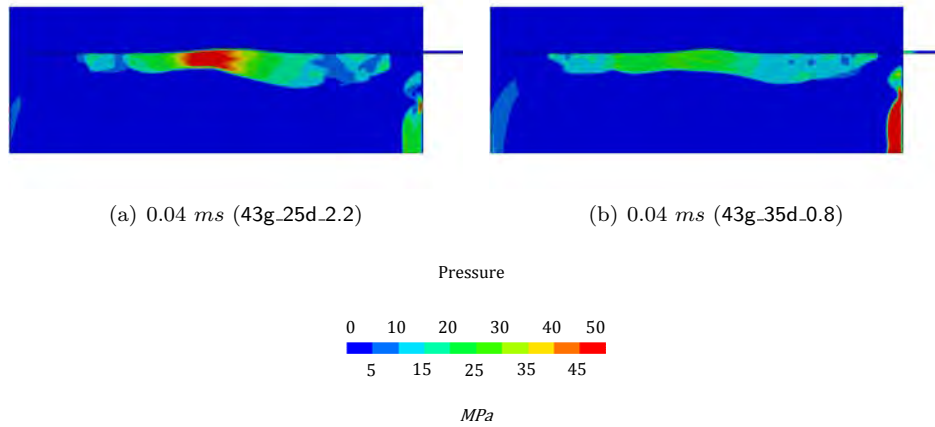 (a) 0.04 ms (43g_25d_2.2) (b) 0.04 ms (43g_35d_0.8)
Pressure
0 10 20 30 40 50
5 15 25 35 45
MPa